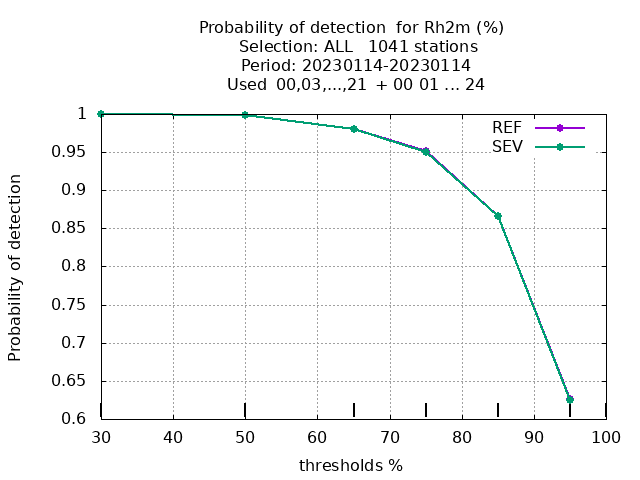 Probability of detection  for Rh2m (%)
Selection: ALL   1041 stations
Period: 20230114-20230114
Used  00,03,...,21  + 00 01 ... 24
REF
SEV
1
0.95
0.9
0.85
0.8
0.75
0.7
0.65
0.6
Probability of detection
30 40 50 60 70 80 90 100
thresholds %